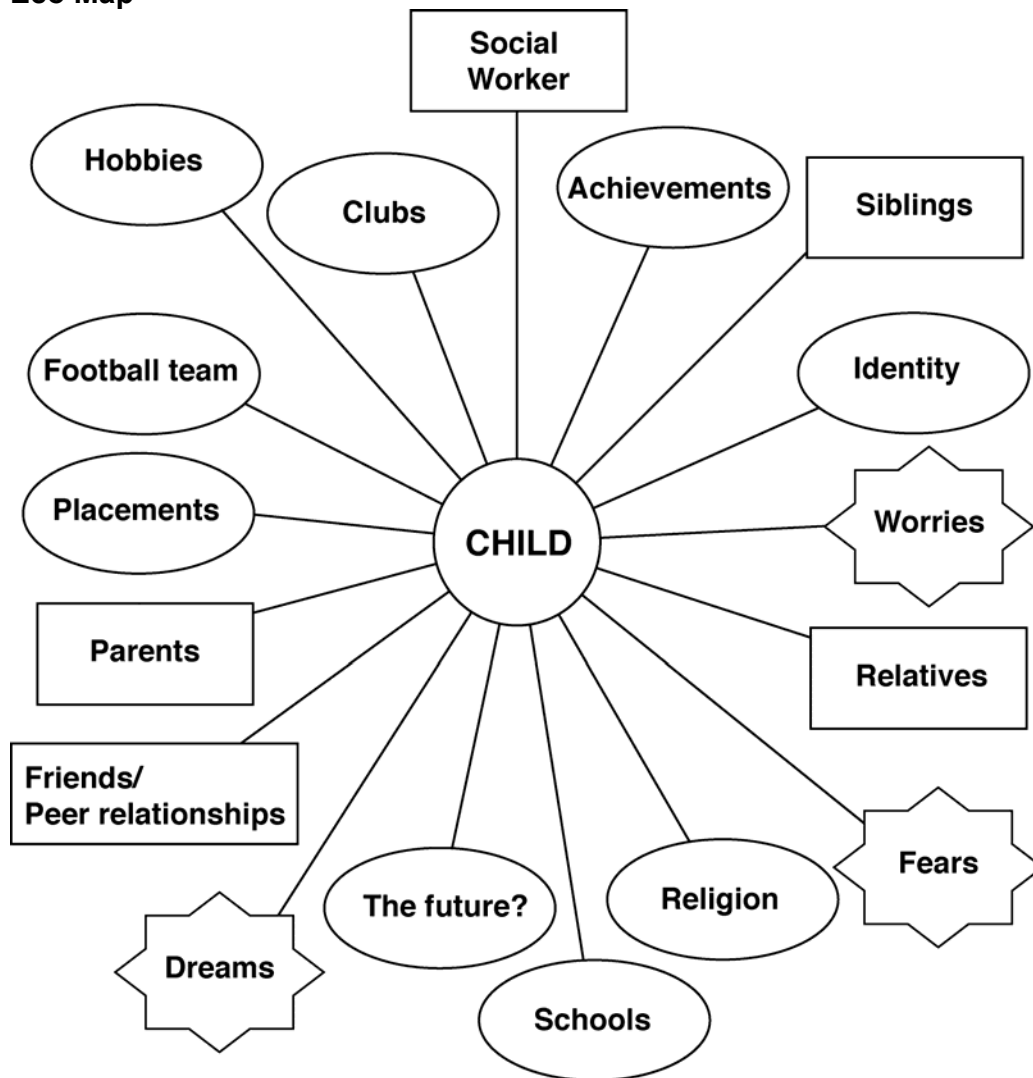 Eco Map
Social
Worker
Hobbies
Clubs
Achievements
Siblings
Football team
Identity
Placements
Worries
CHILD
Parents
Relatives
Friends/
Peer relationships
Fears
The future?
Religion
Dreams
Schools